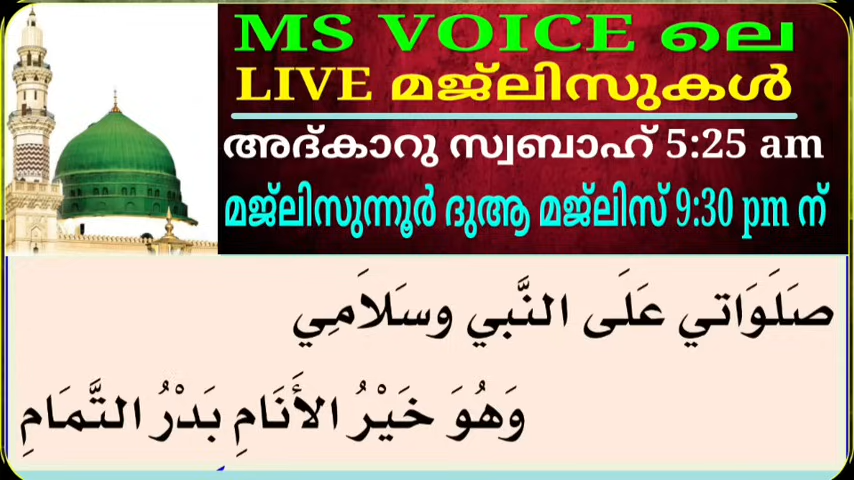 MS VOICE ലെ
LIVE മജ്ലിസുകൾ
അദ്കാറു സ്വബാഹ് 5:25 am
മജ്ലിസുന്നൂർ ദുആ മജ്ലിസ് 9:30 pm ന്
صَلَوَاتي عَلَى النَّبي وسَلاَمِي
وَهُوَ خَيْرُ الأَنَامِ بَدْرُ التَّمَامِ